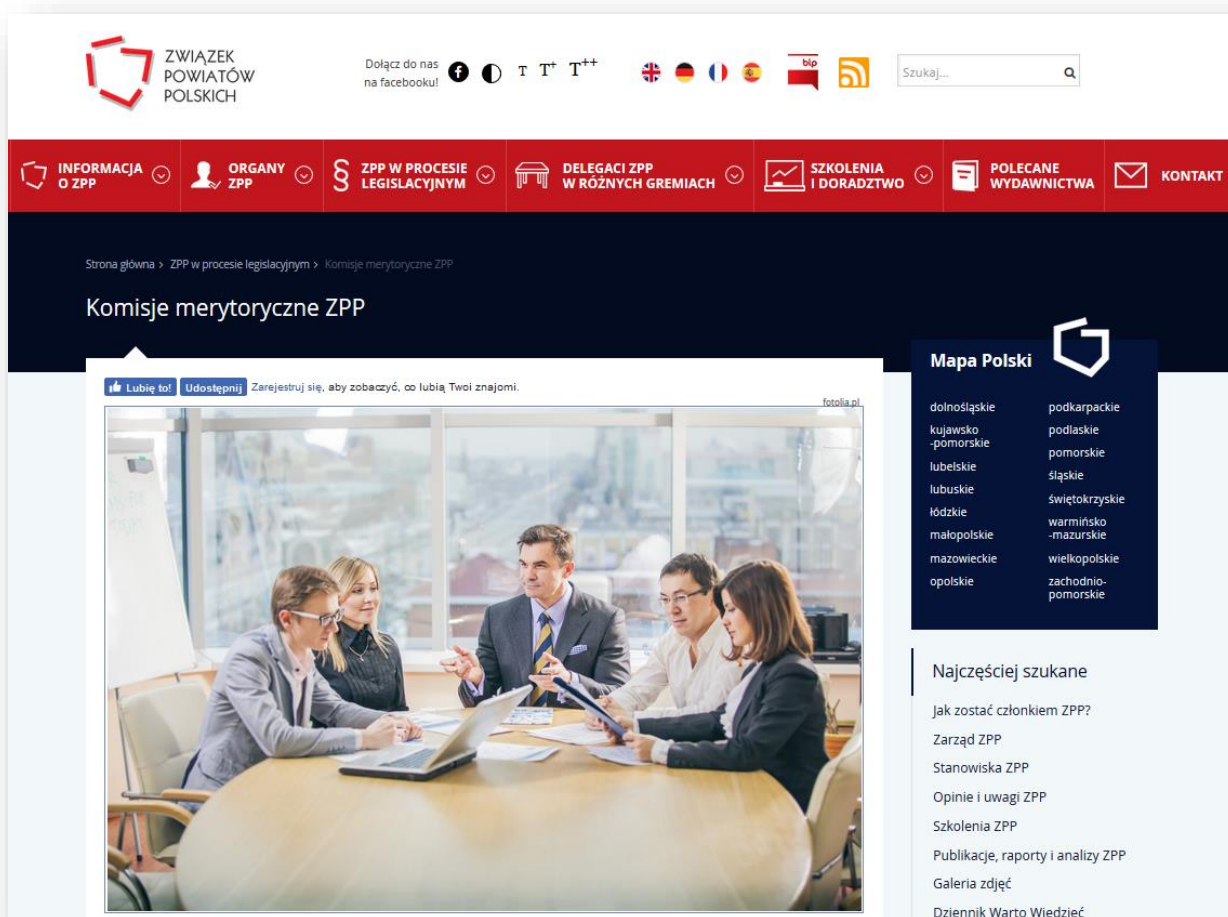 ZWIĄZEK
POWIATÓW
POLSKICH
Dołącz do nas
na facebooku!
T T+ T++
bip
Szukaj...
INFORMACJA
O ZPP
ORGANY
ZPP
§ ZPP W PROCESIE
LEGISLACYJNYM
DELEGACI ZPP
W RÓŻNYCH GREMIACH
SZKOLENIA
I DORADZTWO
POLECANE
WYDAWNICTWA
KONTAKT
Strona główna > ZPP w procesie legislacyjnym > Komisje merytoryczne ZPP
Komisje merytoryczne ZPP
Lubię to! Udostępnij Zarejestruj się, aby zobaczyć, co lubią Twoi znajomi.
fotolia.pl
Mapa Polski
dolnośląskie
kujawsko
-pomorskie
lubelskie
lubuskie
łódzkie
małopolskie
mazowieckie
opolskie
podkarpackie
podlaskie
pomorskie
śląskie
świętokrzyskie
warmińsko
-mazurskie
wielkopolskie
zachodnio-
pomorskie
Najczęściej szukane
Jak zostać członkiem ZPP?
Zarząd ZPP
Stanowiska ZPP
Opinie i uwagi ZPP
Szkolenia ZPP
Publikacje, raporty i analizy ZPP
Galeria zdjęć
Dziennik Warto Wiedzieć